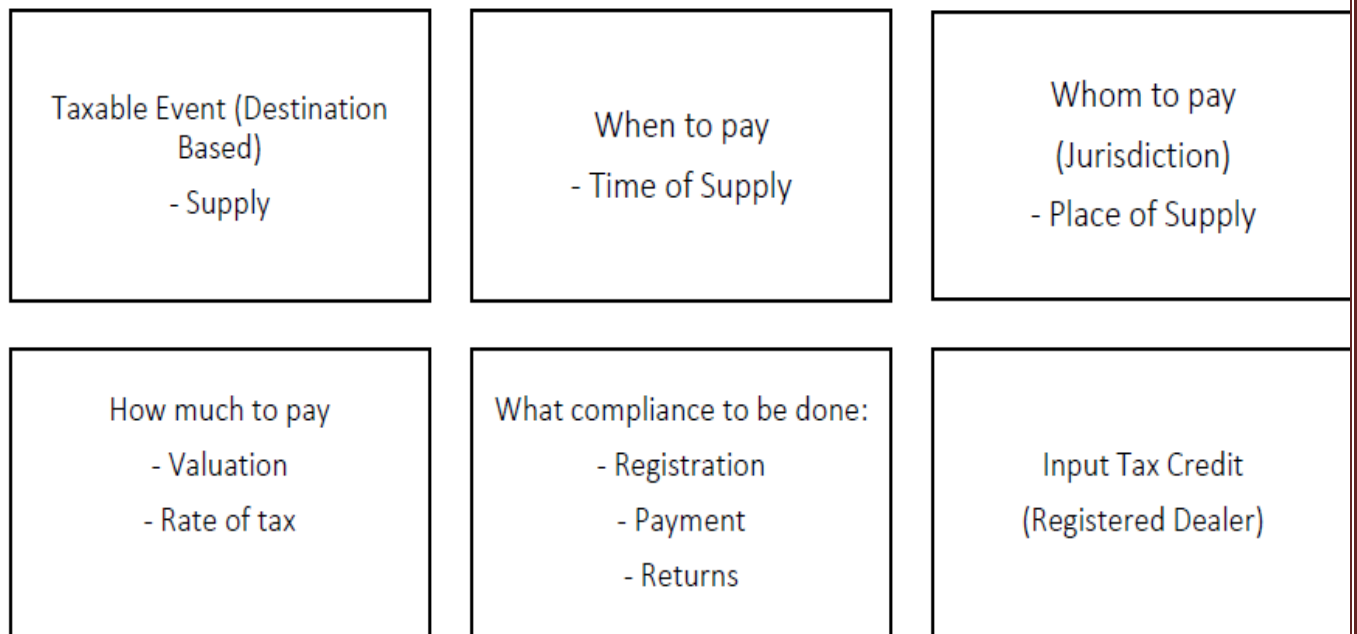 Taxable Event (Destination
Based)
- Supply
When to pay
- Time of Supply
Whom to pay
(Jurisdiction)
- Place of Supply
How much to pay
- Valuation
- Rate of tax
What compliance to be done:
- Registration
- Payment
- Returns
Input Tax Credit
(Registered Dealer)